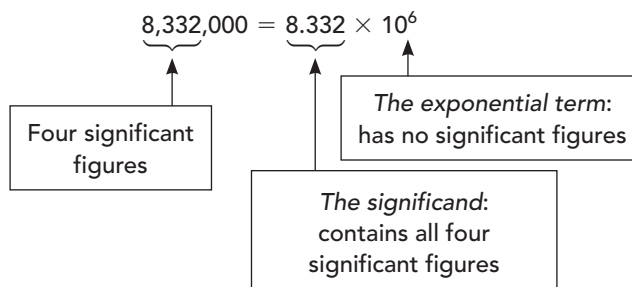 8,332,000 = 8.332 × 10⁶
The exponential term:
has no significant figures
Four significant
figures
The significand:
contains all four
significant figures